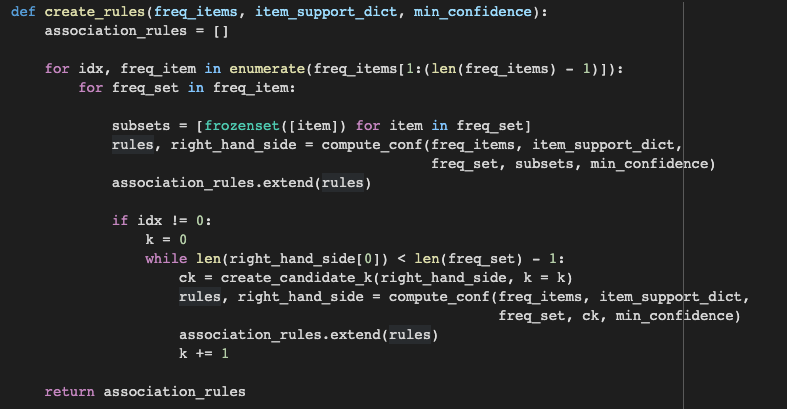 def create_rules(freq_items, item_support_dict, min_confidence):
    association_rules = []

    for idx, freq_item in enumerate(freq_items[1:(len(freq_items) - 1)]):
        for freq_set in freq_item:

            subsets = [frozenset([item]) for item in freq_set]
            rules, right_hand_side = compute_conf(freq_items, item_support_dict,
                                                  freq_set, subsets, min_confidence)
            association_rules.extend(rules)

            if idx != 0:
                k = 0
                while len(right_hand_side[0]) < len(freq_set) - 1:
                    ck = create_candidate_k(right_hand_side, k = k)
                    rules, right_hand_side = compute_conf(freq_items, item_support_dict,
                                                          freq_set, ck, min_confidence)
                    association_rules.extend(rules)
                    k += 1

    return association_rules